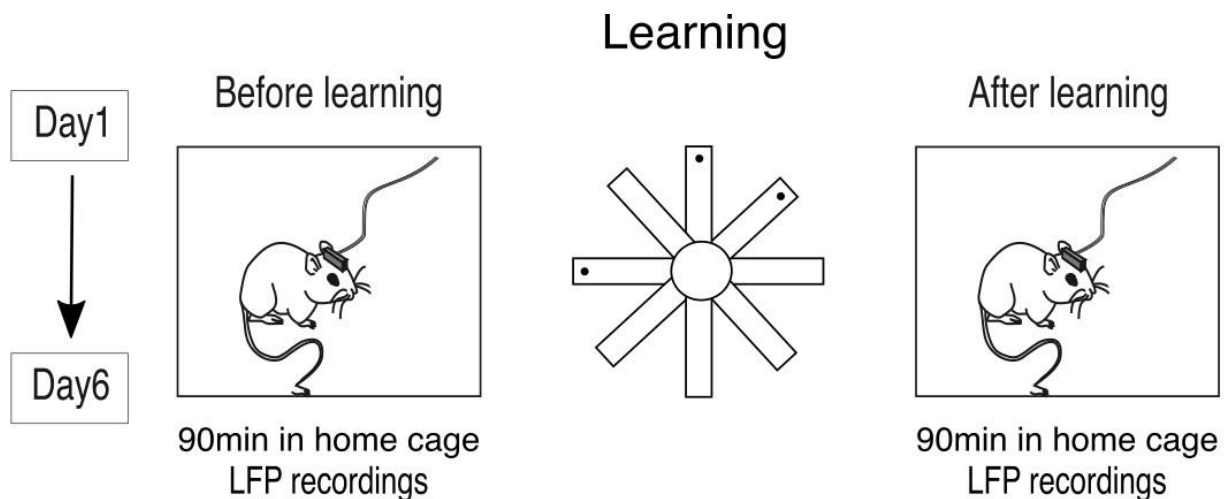 Learning
Day1
Before learning
After learning
Day6
90min in home cage
LFP recordings
90min in home cage
LFP recordings